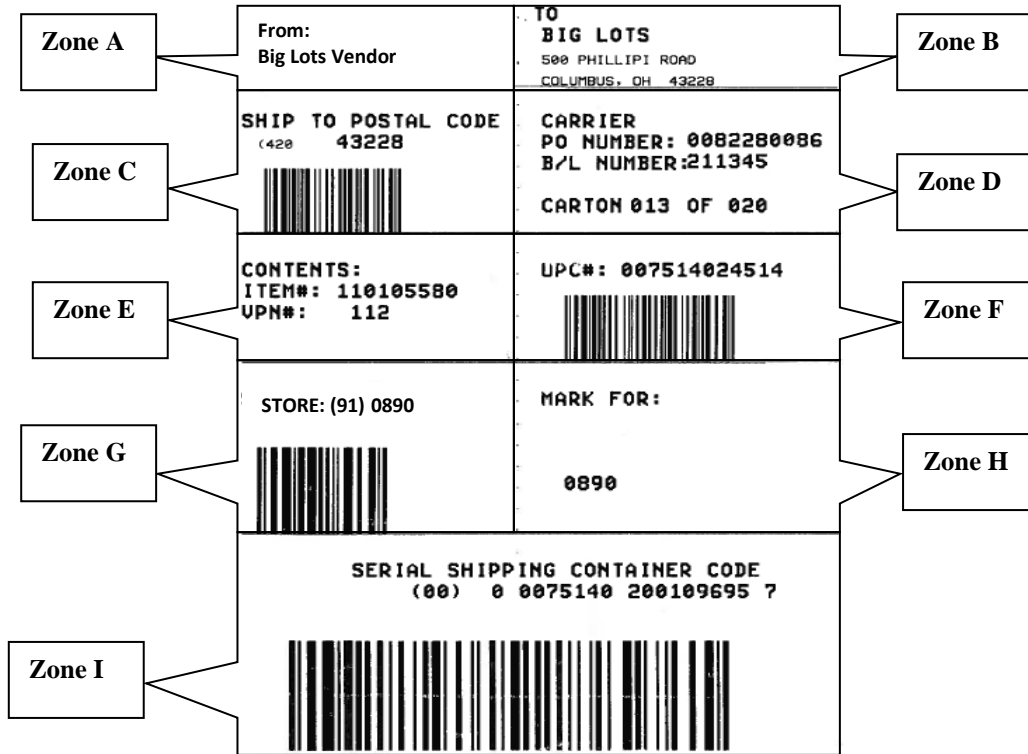 Zone A
From:
Big Lots Vendor
TO
BIG LOTS
500 PHILLIPI ROAD
COLUMBUS, OH 43228
Zone B
Zone C
SHIP TO POSTAL CODE
(420 43228
CARRIER
PO NUMBER: 0082280086
B/L NUMBER:211345
CARTON 013 OF 020
Zone D
Zone E
CONTENTS:
ITEM#: 110105580
VPN#: 112
UPC#: 007514024514
Zone F
Zone G
STORE: (91) 0890
MARK FOR:
0890
Zone H
Zone I
SERIAL SHIPPING CONTAINER CODE
(00) 0 0075140 200109695 7